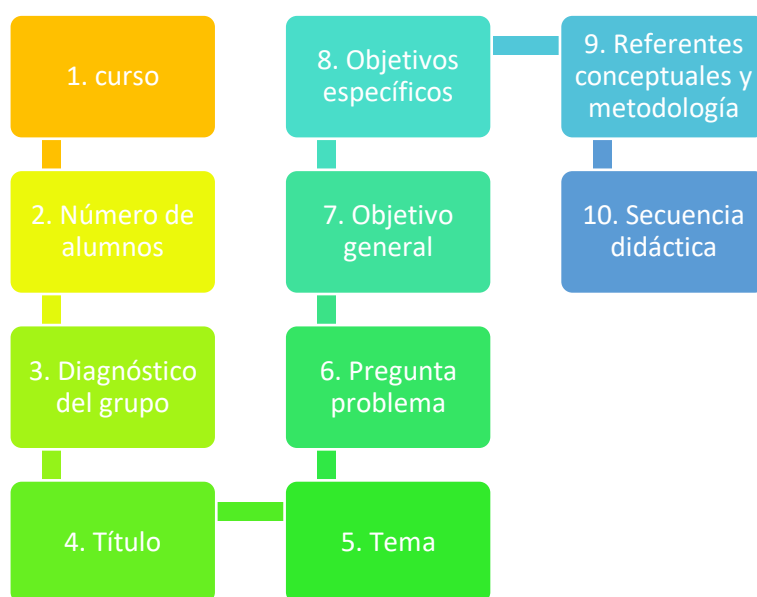 1. curso
2. Número de
alumnos
3. Diagnóstico
del grupo
4. Título
5. Tema
6. Pregunta
problema
7. Objetivo
general
8. Objetivos
específicos
9. Referentes
conceptuales y
metodología
10. Secuencia
didáctica